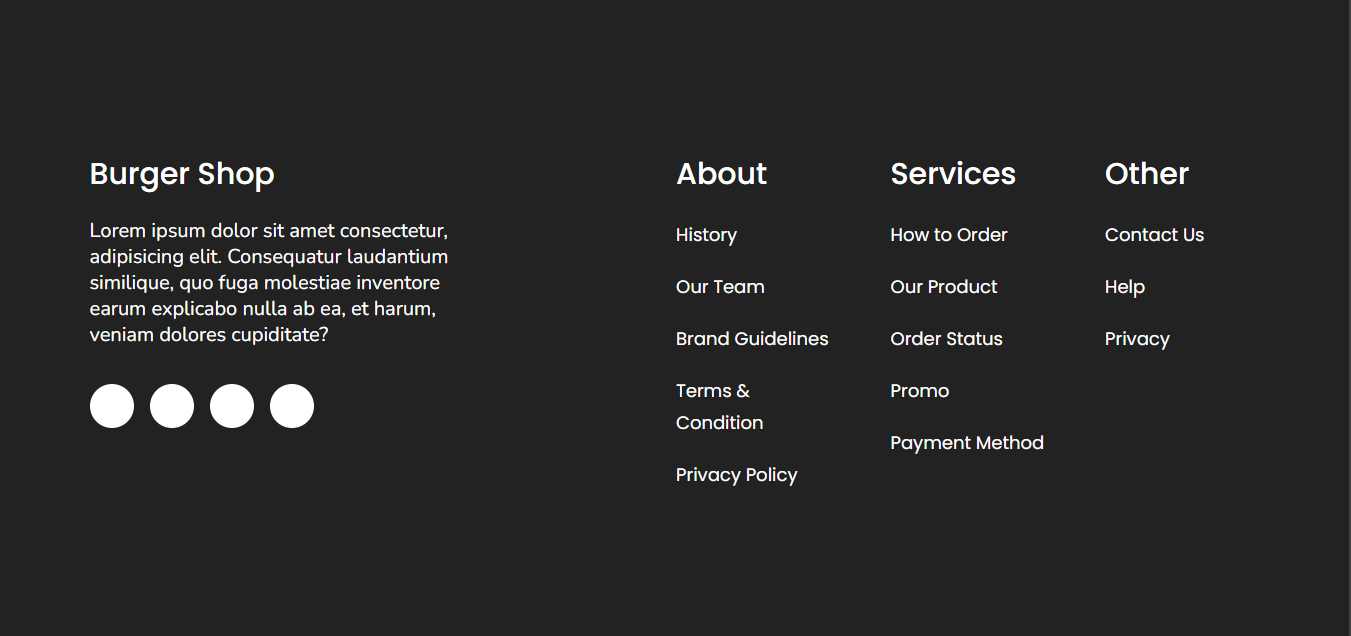 Burger Shop
Lorem ipsum dolor sit amet consectetur,
adipisicing elit. Consequatur laudantium
similique, quo fuga molestiae inventore
earum explicabo nulla ab ea, et harum,
veniam dolores cupiditate?
About
History
Our Team
Brand Guidelines
Terms &
Condition
Privacy Policy
Services
How to Order
Our Product
Order Status
Promo
Payment Method
Other
Contact Us
Help
Privacy